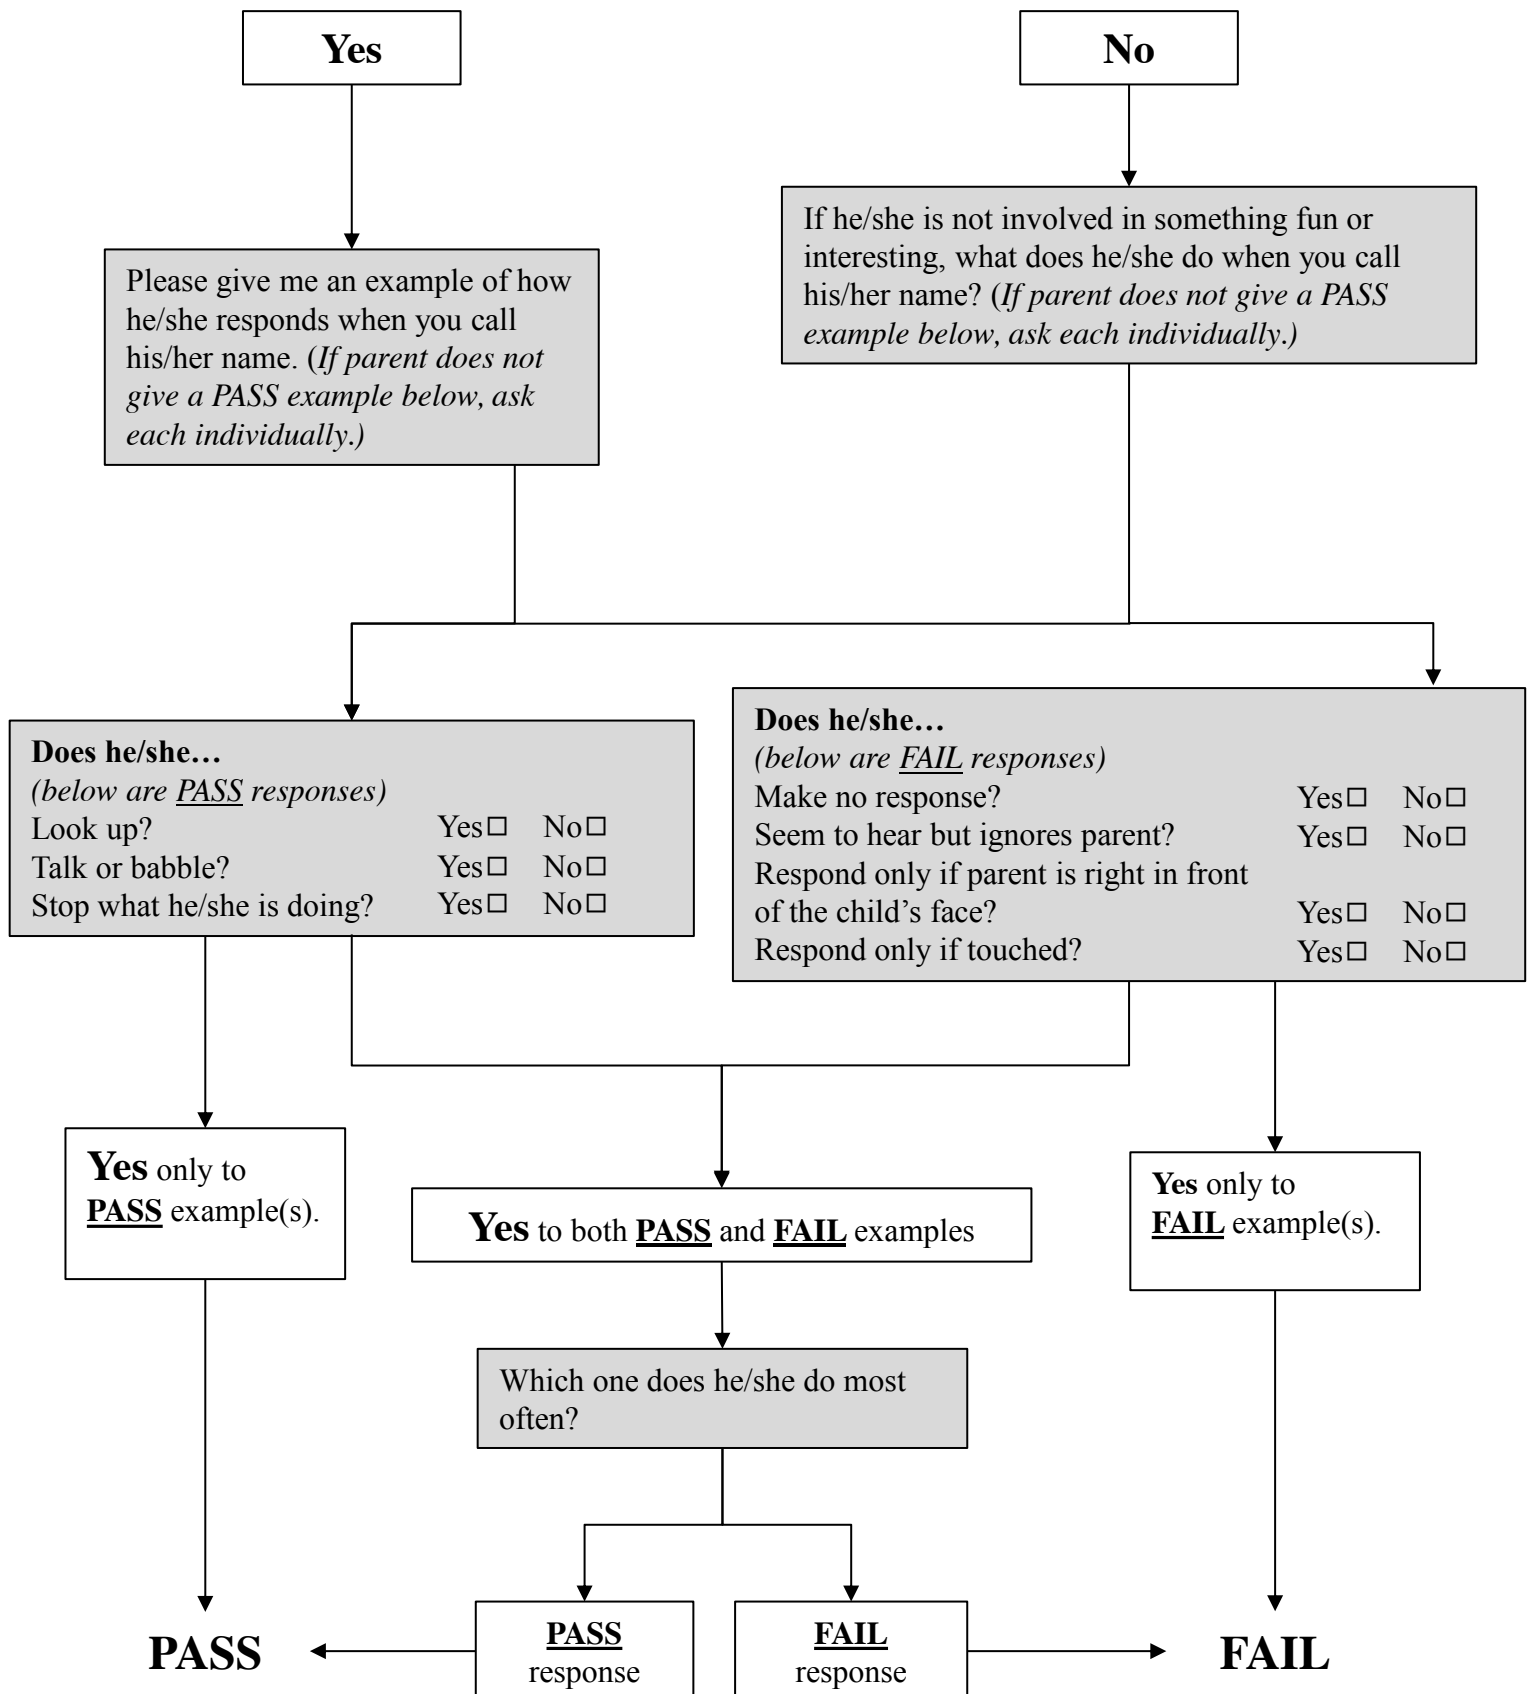 Yes
No
Please give me an example of how
he/she responds when you call
his/her name. (If parent does not
give a PASS example below, ask
each individually.)
If he/she is not involved in something fun or
interesting, what does he/she do when you call
his/her name? (If parent does not give a PASS
example below, ask each individually.)
Does he/she…
(below are PASS responses)
Look up? Yes□ No□
Talk or babble? Yes□ No□
Stop what he/she is doing? Yes□ No□
Does he/she…
(below are FAIL responses)
Make no response? Yes□ No□
Seem to hear but ignores parent? Yes□ No□
Respond only if parent is right in front
of the child’s face? Yes□ No□
Respond only if touched? Yes□ No□
Yes only to
PASS example(s).
Yes to both PASS and FAIL examples
Yes only to
FAIL example(s).
Which one does he/she do most
often?
PASS
PASS
response
FAIL
response
FAIL